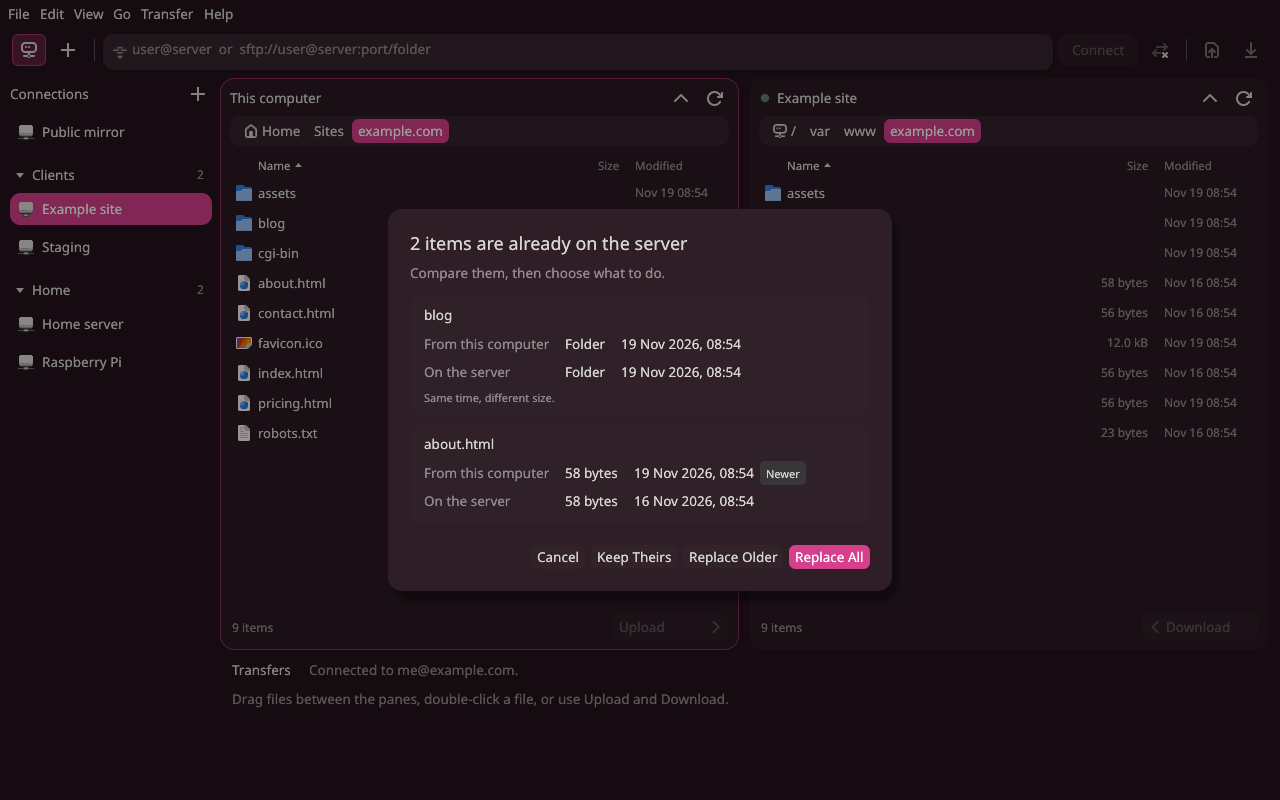 File Edit View Go Transfer Help
user@server or sftp://user@server:port/folder
Connect
Connections
Public mirror
Clients 2
Example site
Staging
Home 2
Home server
Raspberry Pi
This computer
Home Sites example.com
Name Size Modified
assets Nov 19 08:54
blog
cgi-bin
about.html
contact.html
favicon.ico
index.html
pricing.html
robots.txt
9 items
Upload
Example site
/ var www example.com
Name Size Modified
assets Nov 19 08:54
Nov 19 08:54
Nov 19 08:54
58 bytes Nov 16 08:54
56 bytes Nov 16 08:54
12.0 kB Nov 19 08:54
56 bytes Nov 16 08:54
56 bytes Nov 19 08:54
23 bytes Nov 16 08:54
9 items
Download
2 items are already on the server
Compare them, then choose what to do.
blog
From this computer Folder 19 Nov 2026, 08:54
On the server Folder 19 Nov 2026, 08:54
Same time, different size.
about.html
From this computer 58 bytes 19 Nov 2026, 08:54 Newer
On the server 58 bytes 16 Nov 2026, 08:54
Cancel Keep Theirs Replace Older Replace All
Transfers Connected to me@example.com.
Drag files between the panes, double-click a file, or use Upload and Download.